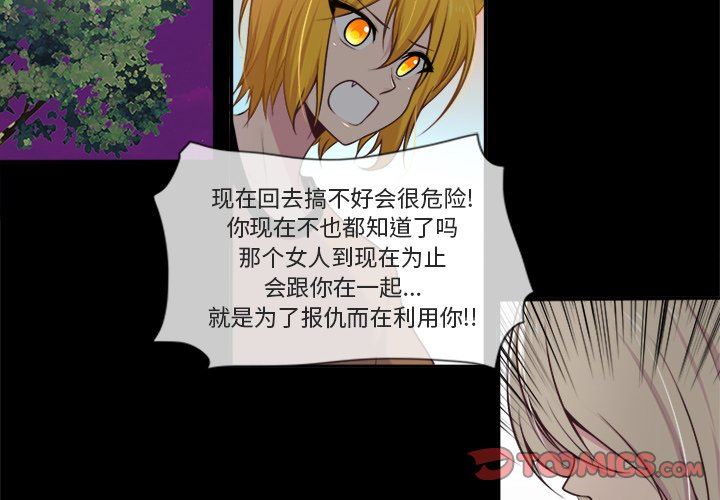 现在回去搞不好会很危险!
你现在不也都知道了吗
那个女人到现在为止
会跟你在一起...
就是为了报仇而在利用你!!
TOOMICS.COM